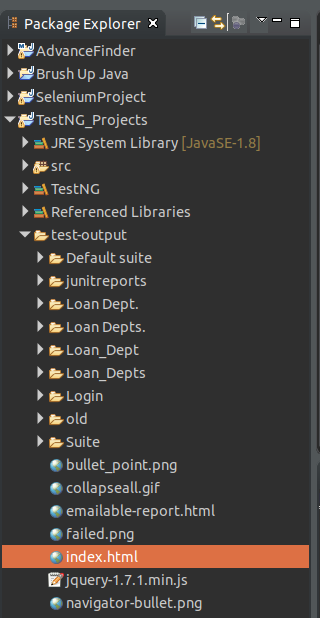 Package Explorer
AdvanceFinder
Brush Up Java
SeleniumProject
TestNG_Projects
JRE System Library [JavaSE-1.8]
src
TestNG
Referenced Libraries
test-output
Default suite
junitreports
Loan Dept.
Loan Depts.
Loan_Dept
Loan_Depts
Login
old
Suite
bullet_point.png
collapseall.gif
emailable-report.html
failed.png
index.html
jquery-1.7.1.min.js
navigator-bullet.png